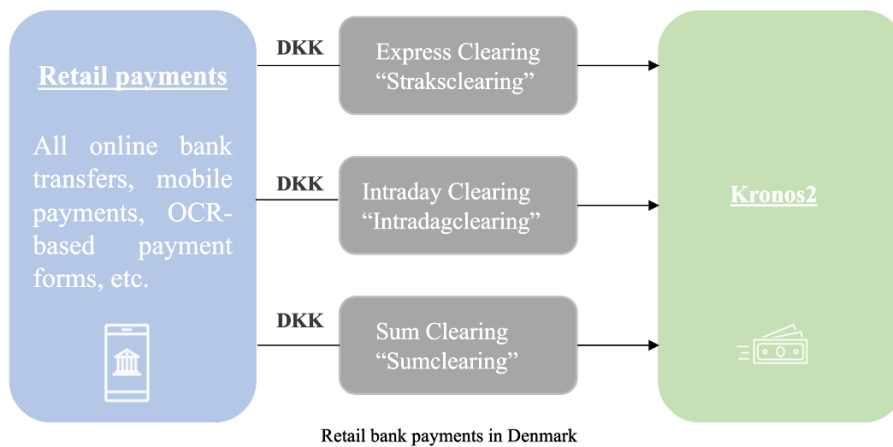 Retail payments
All online bank
transfers, mobile
payments, OCR-
based payment
forms, etc.
DKK
Express Clearing
“Straksclearing”
DKK
Intraday Clearing
“Intradagclearing”
DKK
Sum Clearing
“Sumclearing”
Kronos2
Retail bank payments in Denmark